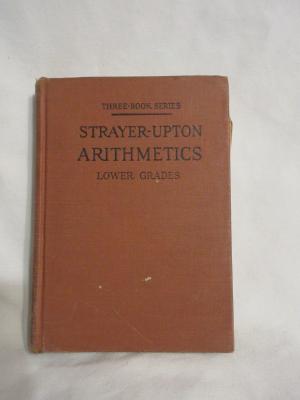 THREE-BOOK SERIES
STRAYER-UPTON
ARITHMETICS
LOWER GRADES